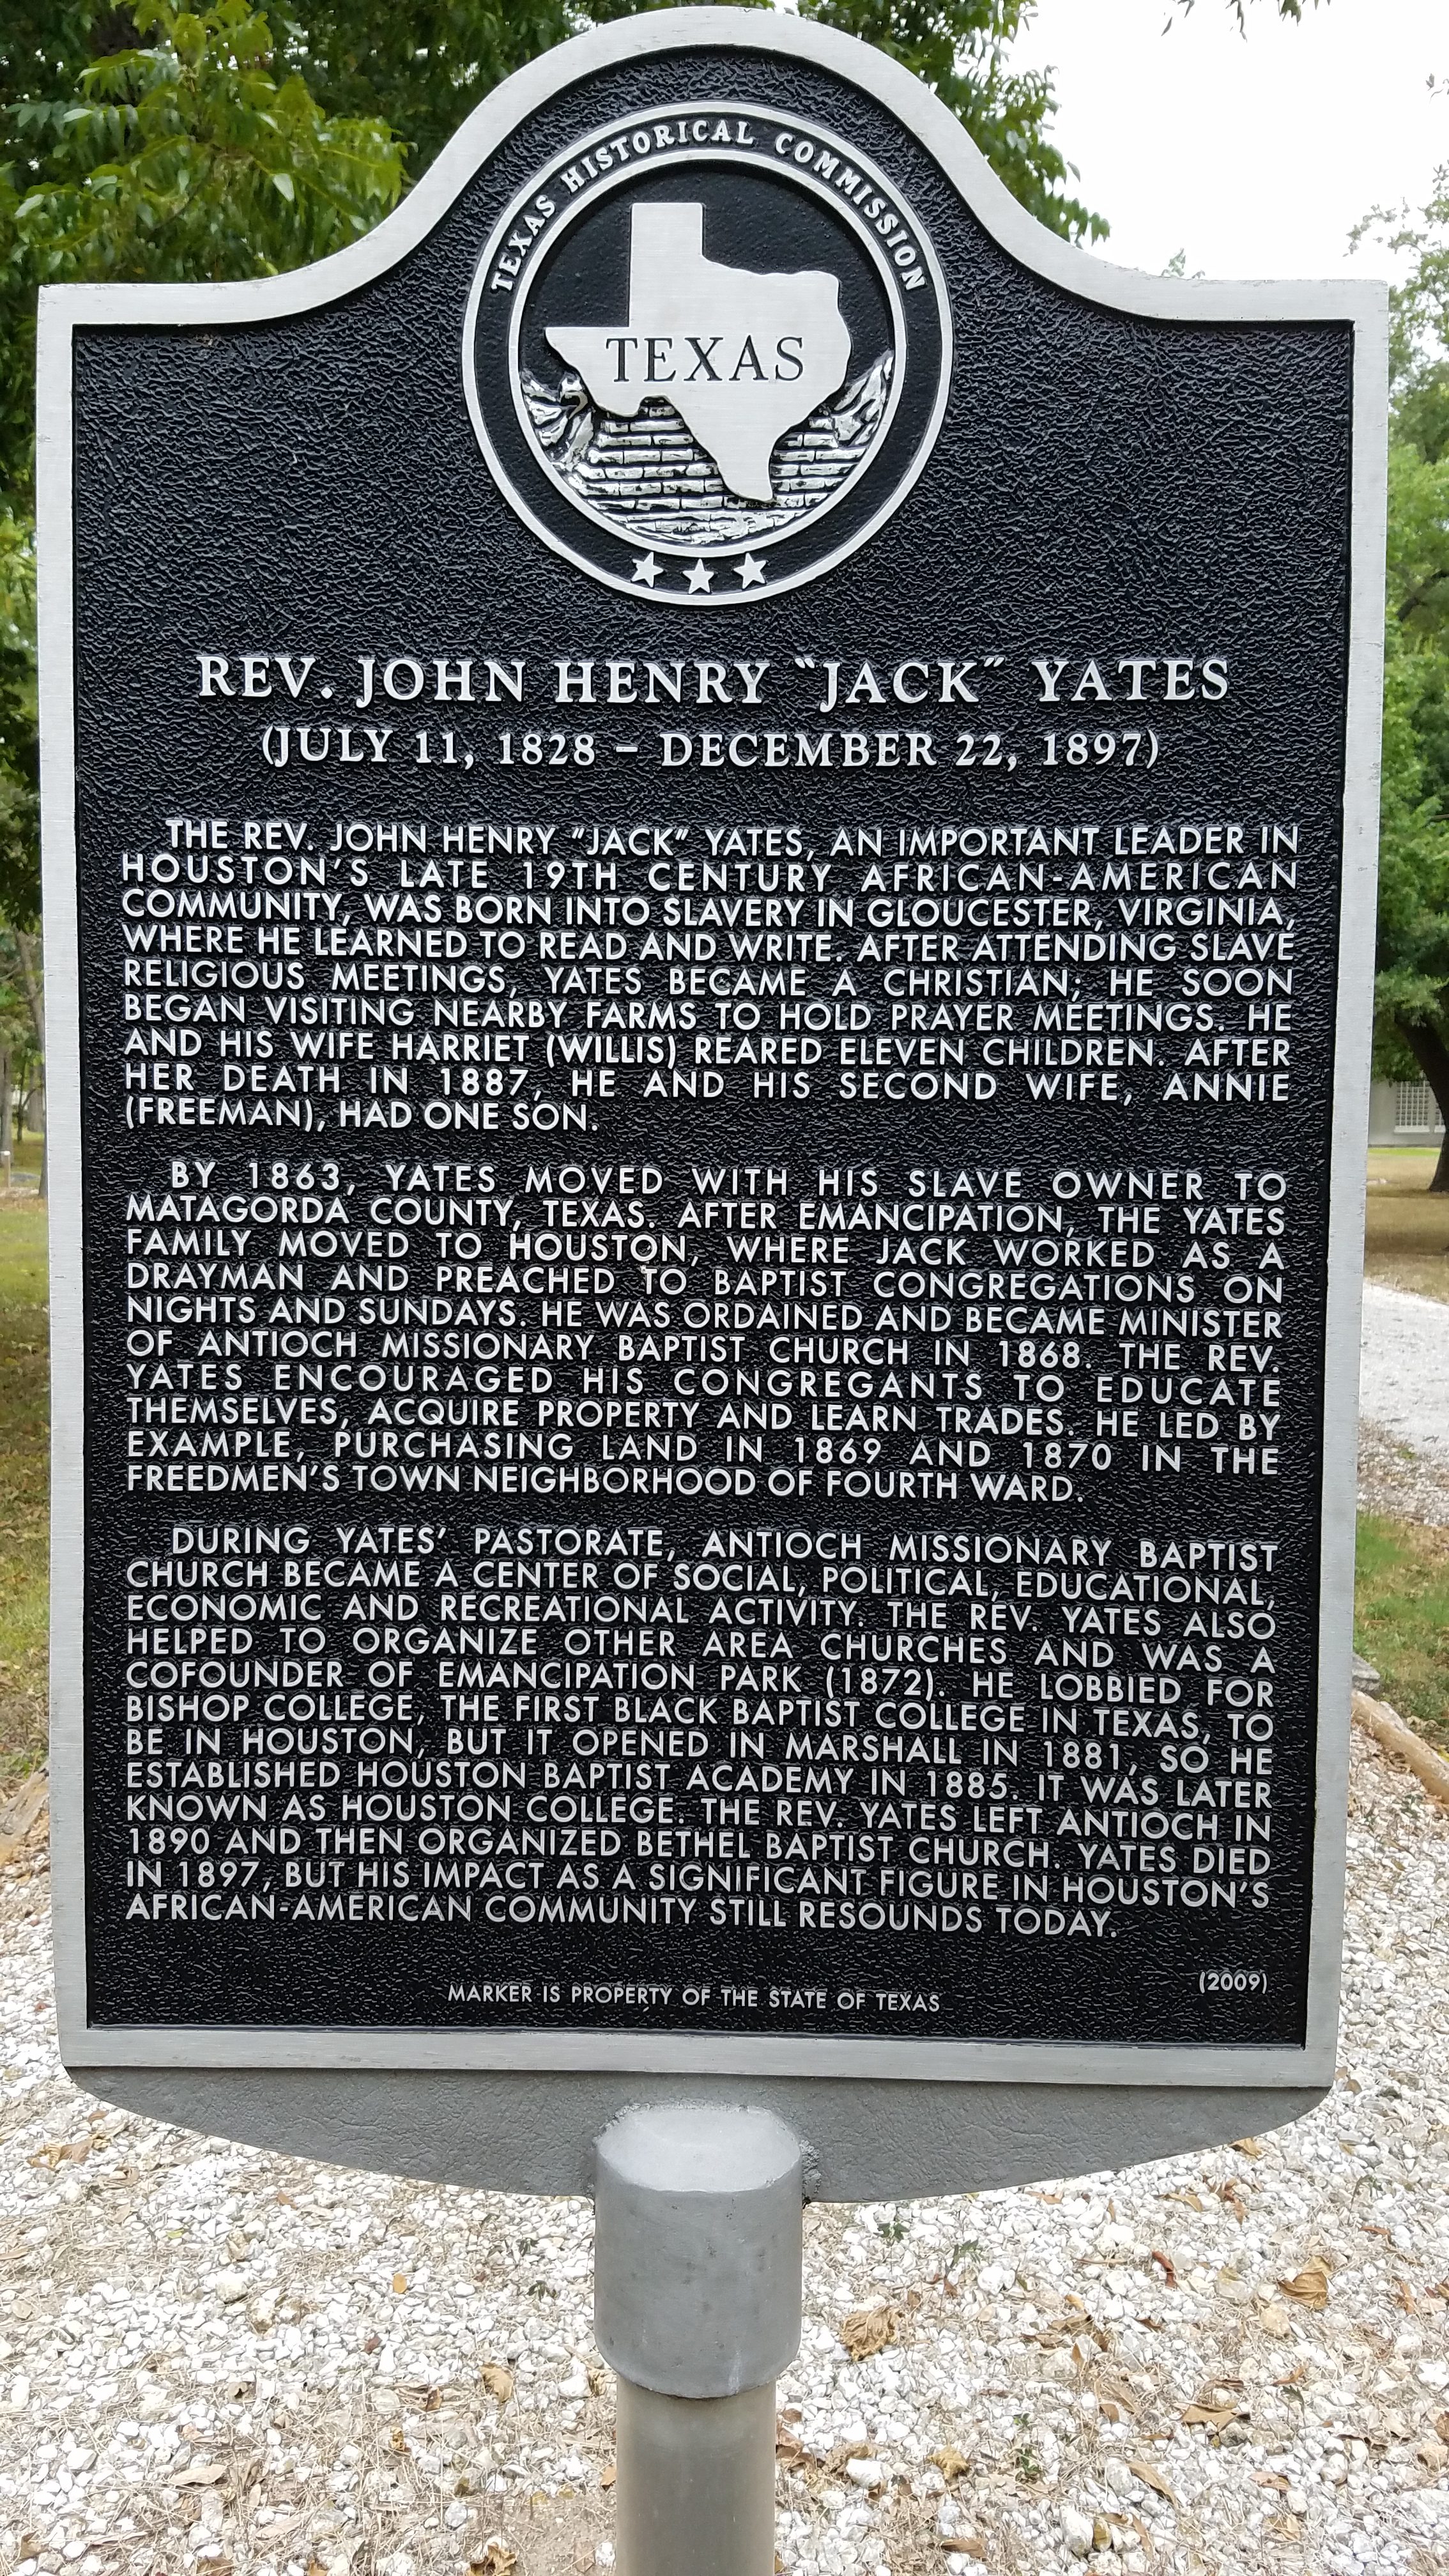 TEXAS HISTORICAL COMMISSION
TEXAS
REV. JOHN HENRY "JACK" YATES
(JULY 11, 1828 – DECEMBER 22, 1897)
THE REV. JOHN HENRY "JACK" YATES, AN IMPORTANT LEADER IN
HOUSTON'S LATE 19TH CENTURY AFRICAN-AMERICAN
COMMUNITY, WAS BORN INTO SLAVERY IN GLOUCESTER, VIRGINIA,
WHERE HE LEARNED TO READ AND WRITE. AFTER ATTENDING SLAVE
RELIGIOUS MEETINGS, YATES BECAME A CHRISTIAN; HE SOON
BEGAN VISITING NEARBY FARMS TO HOLD PRAYER MEETINGS. HE
AND HIS WIFE HARRIET (WILLIS) REARED ELEVEN CHILDREN. AFTER
HER DEATH IN 1887, HE AND HIS SECOND WIFE, ANNIE
(FREEMAN), HAD ONE SON.
BY 1863, YATES MOVED WITH HIS SLAVE OWNER TO
MATAGORDA COUNTY, TEXAS. AFTER EMANCIPATION, THE YATES
FAMILY MOVED TO HOUSTON, WHERE JACK WORKED AS A
DRAYMAN AND PREACHED TO BAPTIST CONGREGATIONS ON
NIGHTS AND SUNDAYS. HE WAS ORDAINED AND BECAME MINISTER
OF ANTIOCH MISSIONARY BAPTIST CHURCH IN 1868. THE REV.
YATES ENCOURAGED HIS CONGREGANTS TO EDUCATE
THEMSELVES, ACQUIRE PROPERTY AND LEARN TRADES. HE LED BY
EXAMPLE, PURCHASING LAND IN 1869 AND 1870 IN THE
FREEDMEN'S TOWN NEIGHBORHOOD OF FOURTH WARD.
DURING YATES' PASTORATE, ANTIOCH MISSIONARY BAPTIST
CHURCH BECAME A CENTER OF SOCIAL, POLITICAL, EDUCATIONAL,
ECONOMIC AND RECREATIONAL ACTIVITY. THE REV. YATES ALSO
HELPED TO ORGANIZE OTHER AREA CHURCHES AND WAS A
COFOUNDER OF EMANCIPATION PARK (1872). HE LOBBIED FOR
BISHOP COLLEGE, THE FIRST BLACK BAPTIST COLLEGE IN TEXAS, TO
BE IN HOUSTON, BUT IT OPENED IN MARSHALL IN 1881, SO HE
ESTABLISHED HOUSTON BAPTIST ACADEMY IN 1885. IT WAS LATER
KNOWN AS HOUSTON COLLEGE. THE REV. YATES LEFT ANTIOCH IN
1890 AND THEN ORGANIZED BETHEL BAPTIST CHURCH. YATES DIED
IN 1897, BUT HIS IMPACT AS A SIGNIFICANT FIGURE IN HOUSTON'S
AFRICAN-AMERICAN COMMUNITY STILL RESOUNDS TODAY.
(2009)
MARKER IS PROPERTY OF THE STATE OF TEXAS